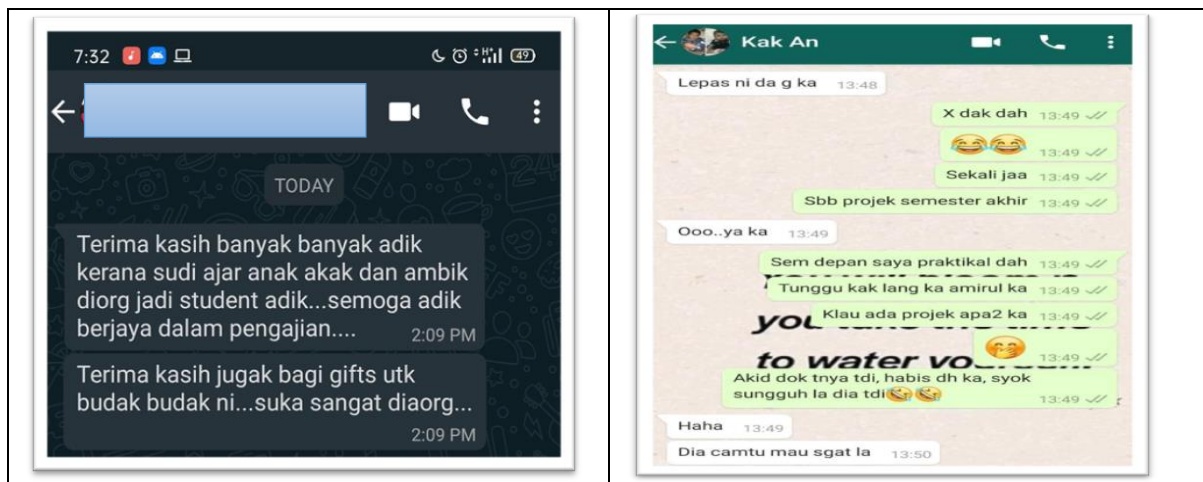 7:32
49
TODAY
Terima kasih banyak banyak adik
kerana sudi ajar anak akak dan ambik
diorg jadi student adik...semoga adik
berjaya dalam pengajian....
2:09 PM
Terima kasih jugak bagi gifts utk
budak budak ni...suka sangat diaorg...
2:09 PM
Kak An
Lepas ni da g ka 13:48
X dak dah 13:49
13:49
Sekali jaa 13:49
Sbb projek semester akhir 13:49
Ooo..ya ka 13:49
Sem depan saya praktikal dah 13:49
Tunggu kak lang ka amirul ka 13:49
Klau ada projek apa2 ka 13:49
13:49
to water
Akid dok tnya tdi, habis dh ka, syok
sungguh la dia tdi
13:49
Haha 13:49
Dia camtu mau sgat la 13:50